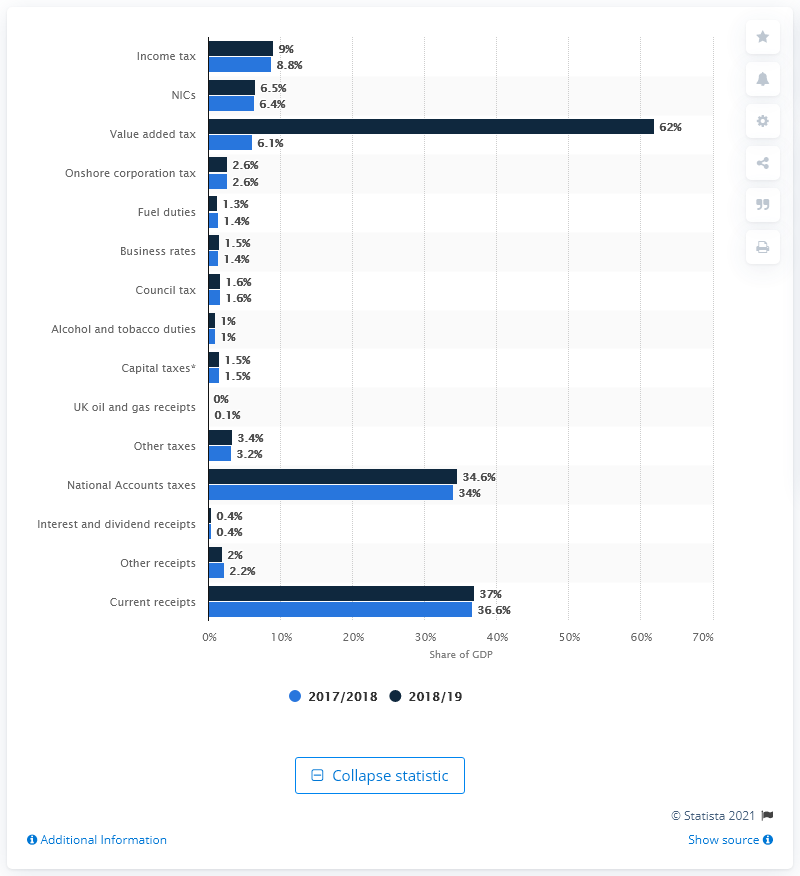 Income tax
9%
8.8%
NICs
6.5%
6.4%
Value added tax
62%
6.1%
Onshore corporation tax
2.6%
2.6%
Fuel duties
1.3%
1.4%
Business rates
1.5%
1.4%
Council tax
1.6%
1.6%
Alcohol and tobacco duties
1%
1%
Capital taxes*
1.5%
1.5%
UK oil and gas receipts
0%
0.1%
Other taxes
3.4%
3.2%
National Accounts taxes
34.6%
34%
Interest and dividend receipts
0.4%
0.4%
Other receipts
2%
2.2%
Current receipts
37%
36.6%
0% 10% 20% 30% 40% 50% 60% 70%
Share of GDP
2017/2018 2018/19
Collapse statistic
© Statista 2021
Additional Information Show source